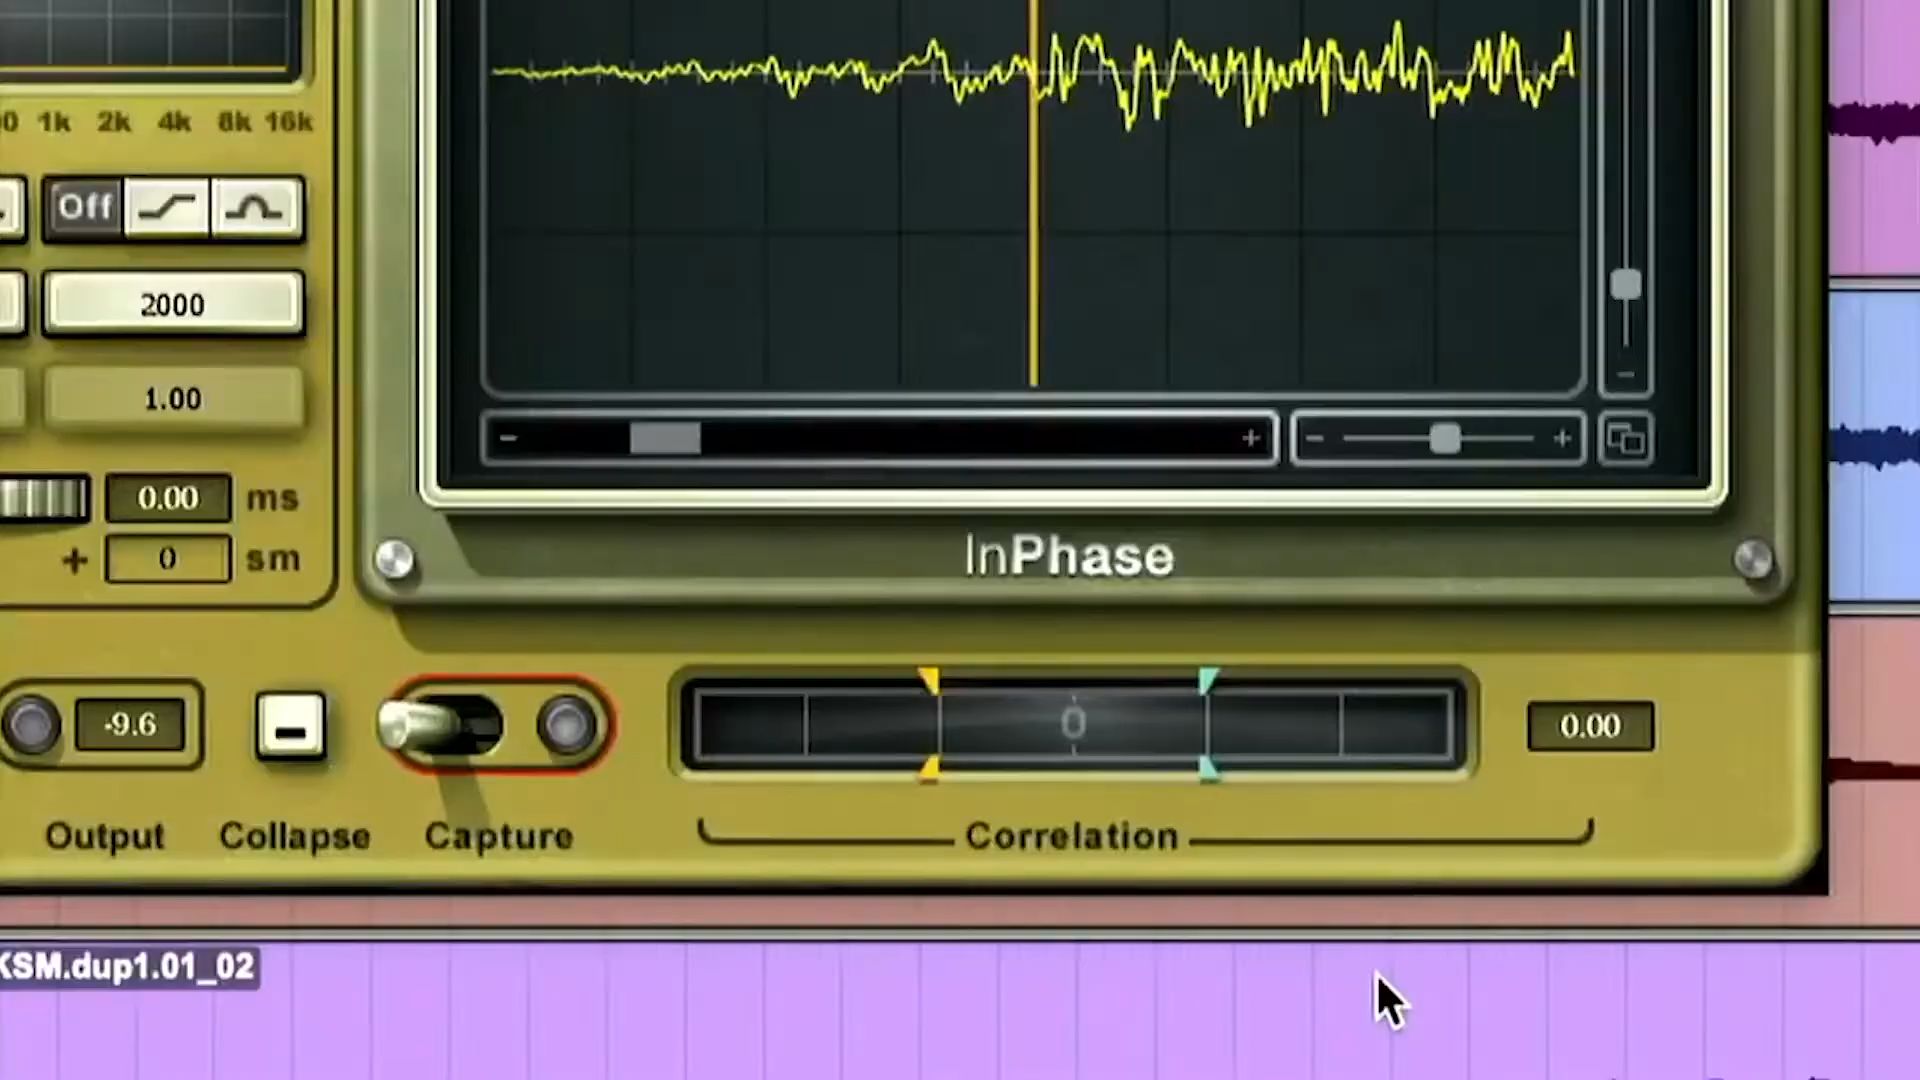 0 1k 2k 4k 8k 16k
Off
2000
1.00
0.00 ms
+ 0 sm
- +
- +
-
InPhase
-9.6
0
0.00
Output Collapse Capture Correlation
KSM.dup1.01_02